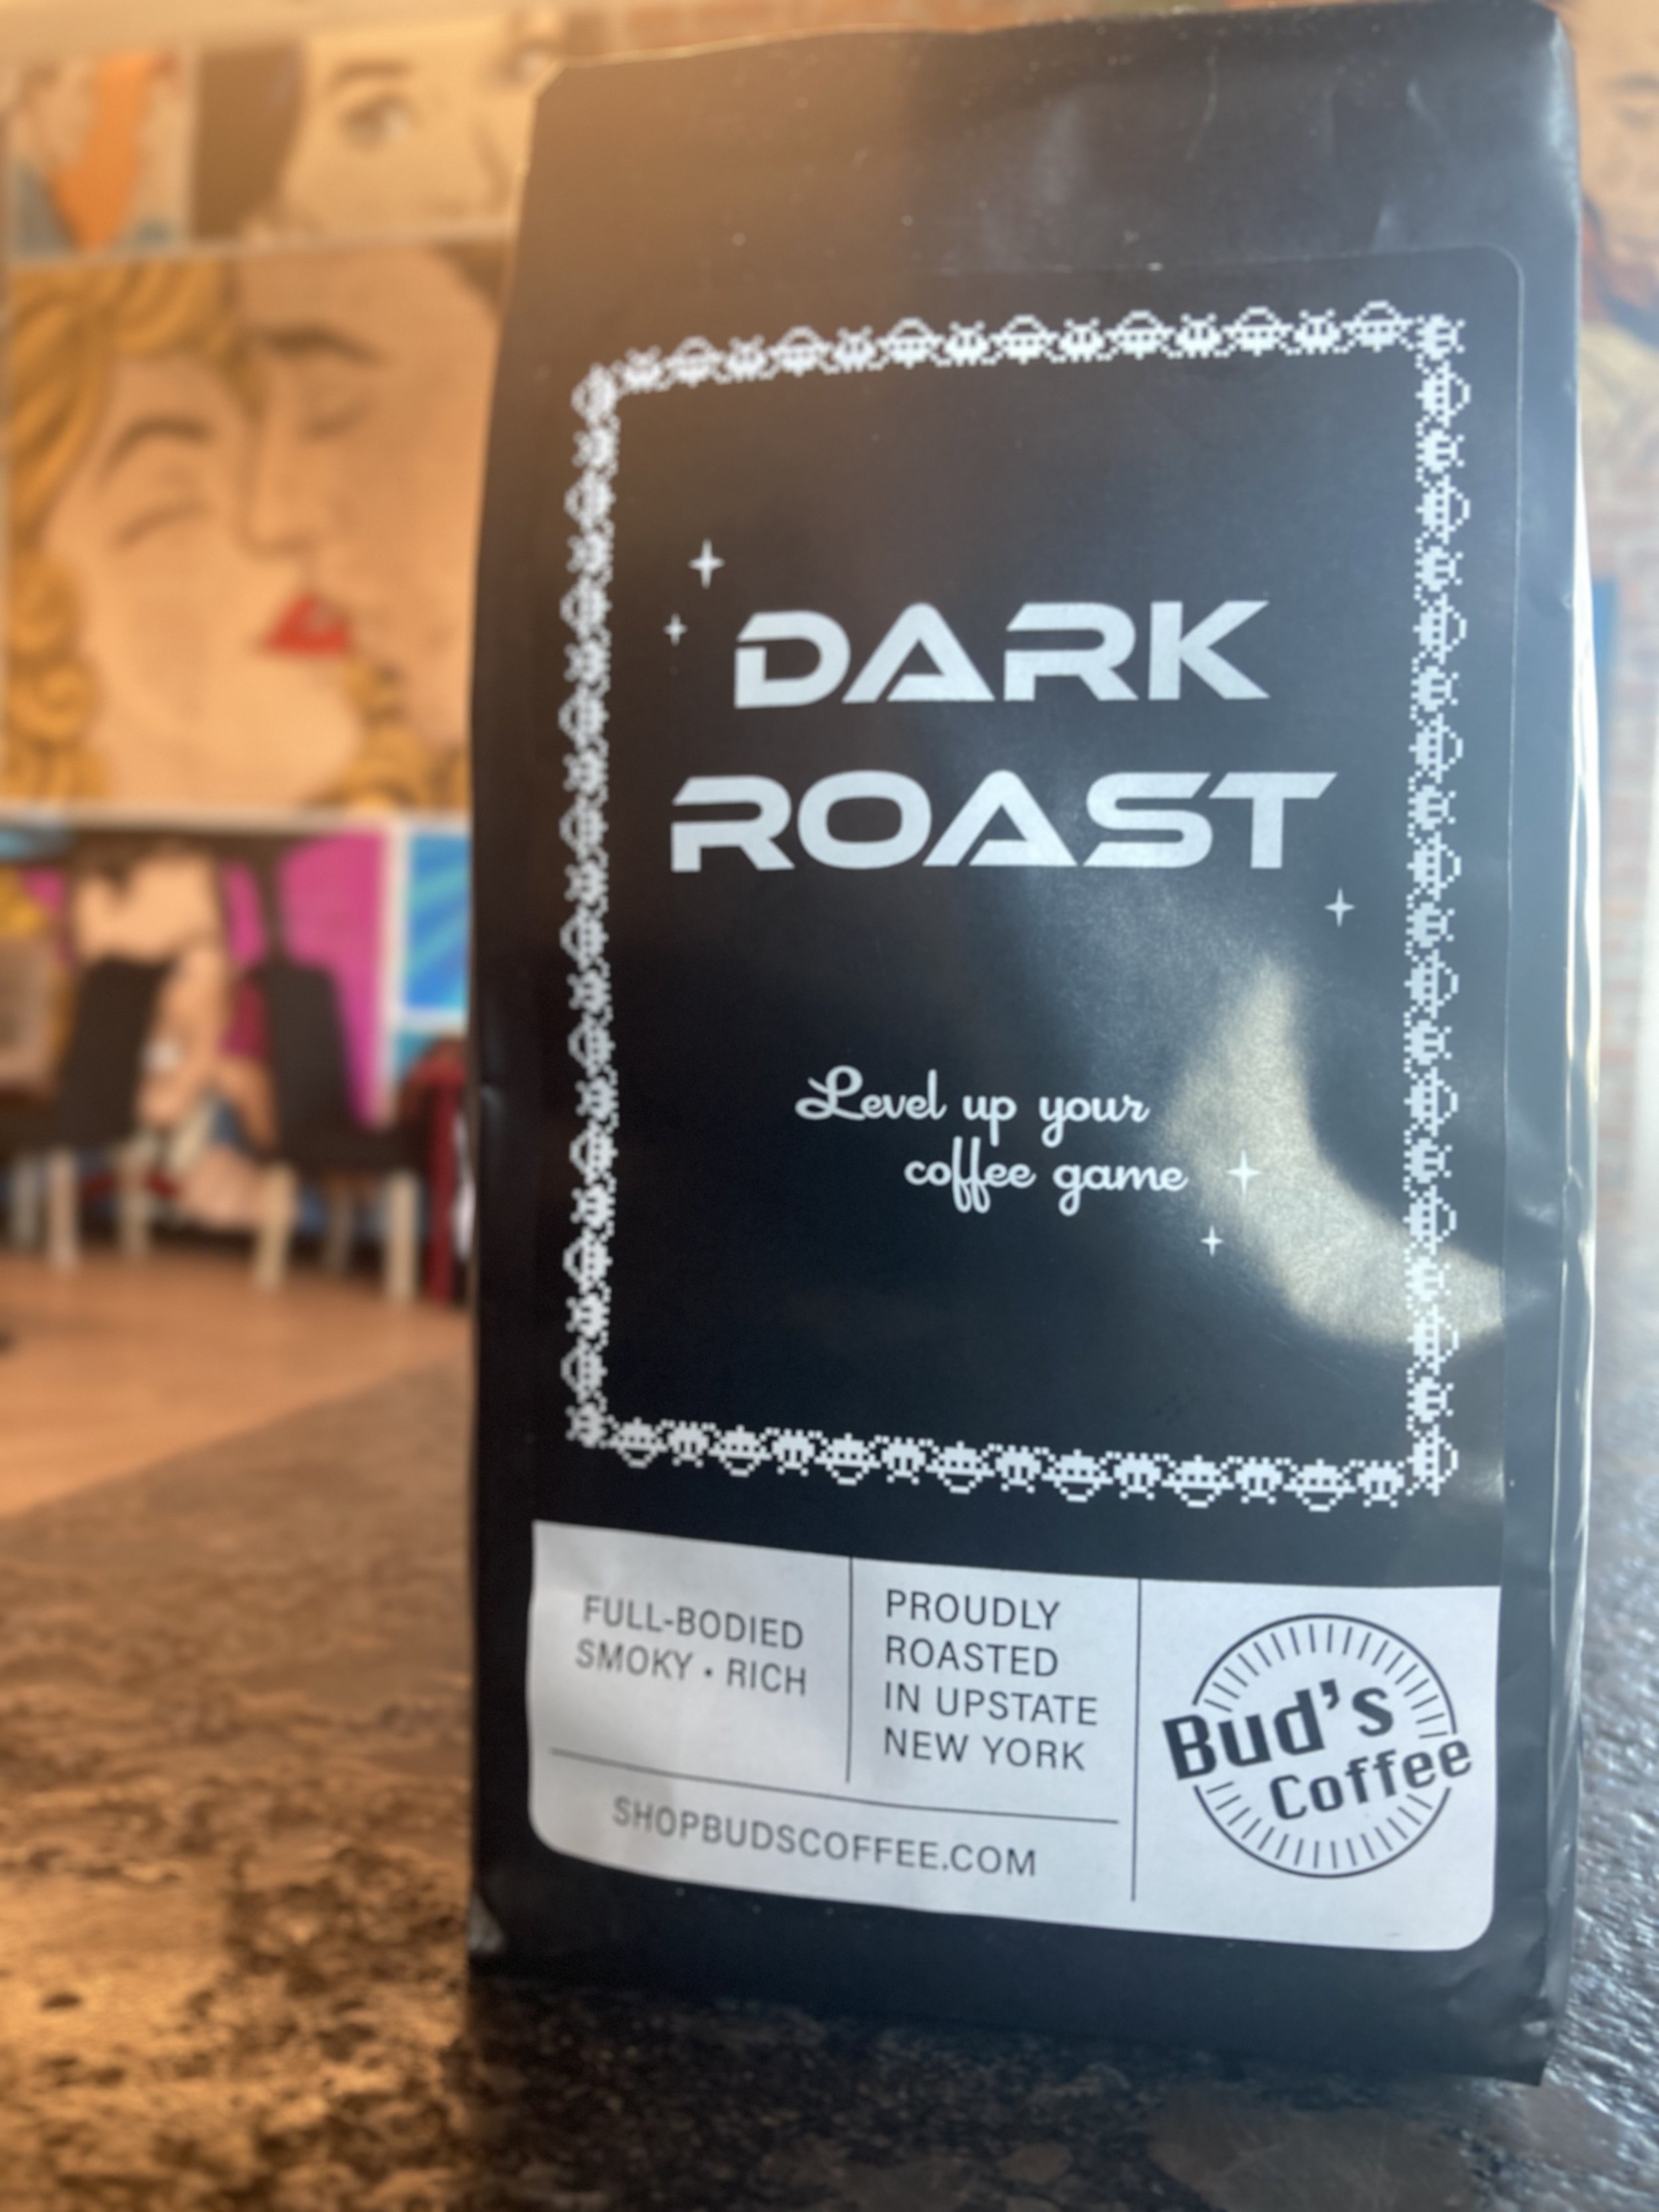 DARK
ROAST
Level up your
coffee game
FULL-BODIED
SMOKY • RICH
PROUDLY
ROASTED
IN UPSTATE
NEW YORK
SHOPBUDSCOFFEE.COM
Bud's
Coffee